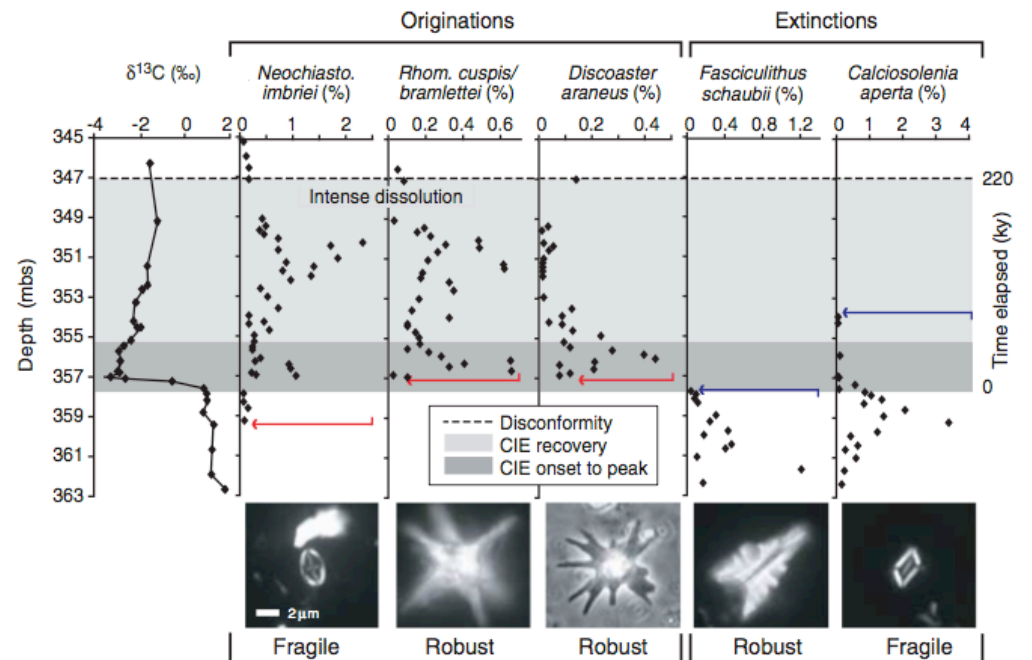 Originations Extinctions
δ13C (‰)
Neochiasto. imbriei (%)
Rhom. cuspis/ bramlettei (%)
Discoaster araneus (%)
Fasciculithus schaubii (%)
Calciosolenia aperta (%)
-4 -2 0 2 0 1 2 0 0.2 0.4 0.6 0 0.2 0.4 0 0.4 1.2 0 1 2 3 4
345
347
349
351
353
355
357
359
361
363
Depth (mbs)
Intense dissolution
220
Time elapsed (ky)
0
Disconformity
CIE recovery
CIE onset to peak
2μm
Fragile Robust Robust Robust Fragile